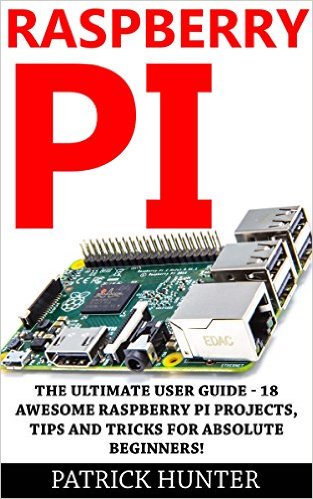 RASPBERRY
PI
EDAC
THE ULTIMATE USER GUIDE - 18
AWESOME RASPBERRY PI PROJECTS,
TIPS AND TRICKS FOR ABSOLUTE
BEGINNERS!
PATRICK HUNTER